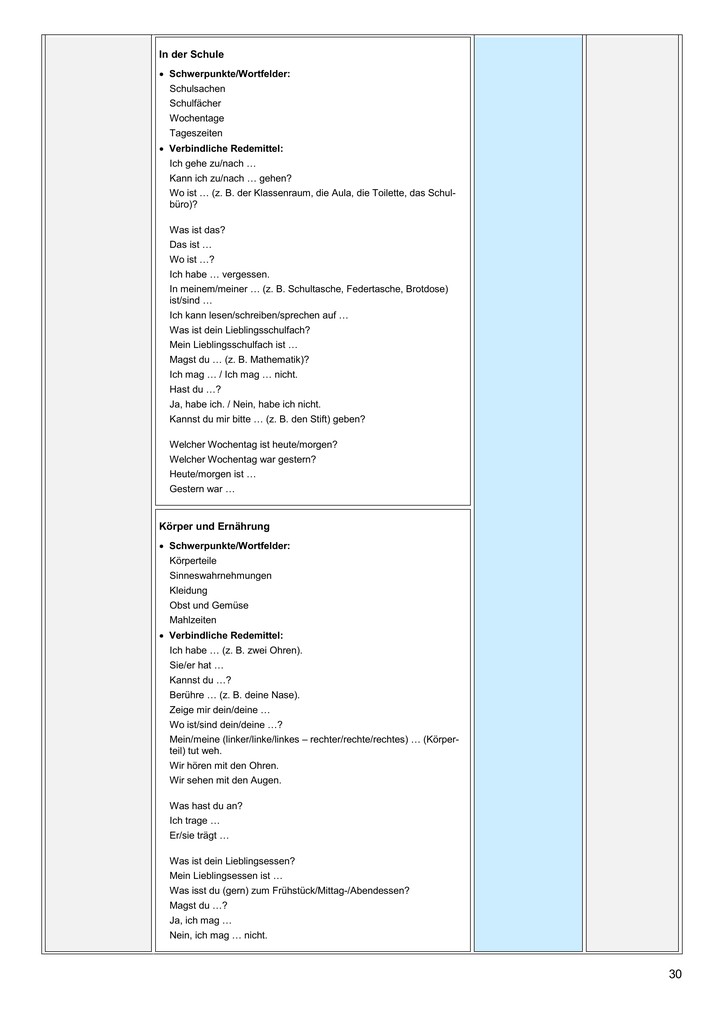 In der Schule
• Schwerpunkte/Wortfelder:
Schulsachen
Schulfächer
Wochentage
Tageszeiten
• Verbindliche Redemittel:
Ich gehe zu/nach …
Kann ich zu/nach … gehen?
Wo ist … (z. B. der Klassenraum, die Aula, die Toilette, das Schul-
büro)?
Was ist das?
Das ist …
Wo ist …?
Ich habe … vergessen.
In meinem/meiner … (z. B. Schultasche, Federtasche, Brotdose)
ist/sind …
Ich kann lesen/schreiben/sprechen auf …
Was ist dein Lieblingsschulfach?
Mein Lieblingsschulfach ist …
Magst du … (z. B. Mathematik)?
Ich mag … / Ich mag … nicht.
Hast du …?
Ja, habe ich. / Nein, habe ich nicht.
Kannst du mir bitte … (z. B. den Stift) geben?
Welcher Wochentag ist heute/morgen?
Welcher Wochentag war gestern?
Heute/morgen ist …
Gestern war …
Körper und Ernährung
• Schwerpunkte/Wortfelder:
Körperteile
Sinneswahrnehmungen
Kleidung
Obst und Gemüse
Mahlzeiten
• Verbindliche Redemittel:
Ich habe … (z. B. zwei Ohren).
Sie/er hat …
Kannst du …?
Berühre … (z. B. deine Nase).
Zeige mir dein/deine …
Wo ist/sind dein/deine …?
Mein/meine (linker/linke/linkes – rechter/rechte/rechtes) … (Körper-
teil) tut weh.
Wir hören mit den Ohren.
Wir sehen mit den Augen.
Was hast du an?
Ich trage …
Er/sie trägt …
Was ist dein Lieblingsessen?
Mein Lieblingsessen ist …
Was isst du (gern) zum Frühstück/Mittag-/Abendessen?
Magst du …?
Ja, ich mag …
Nein, ich mag … nicht.
30